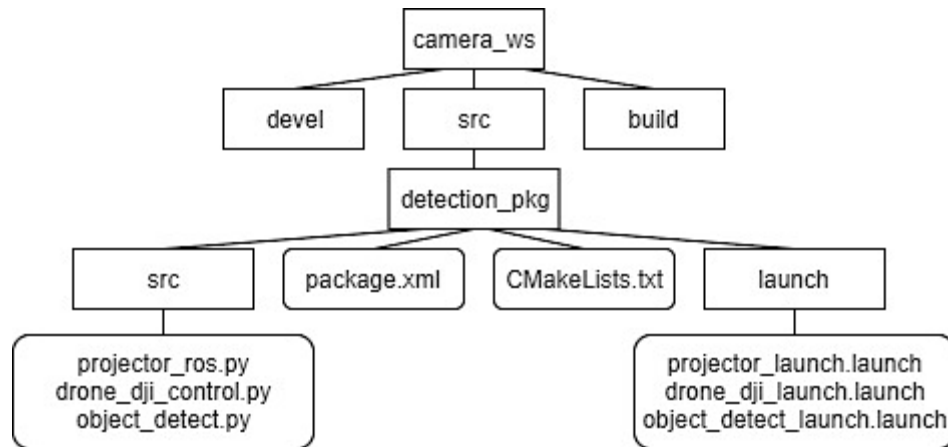 camera_ws
devel
src
build
detection_pkg
src
package.xml
CMakeLists.txt
launch
projector_ros.py
drone_dji_control.py
object_detect.py
projector_launch.launch
drone_dji_launch.launch
object_detect_launch.launch